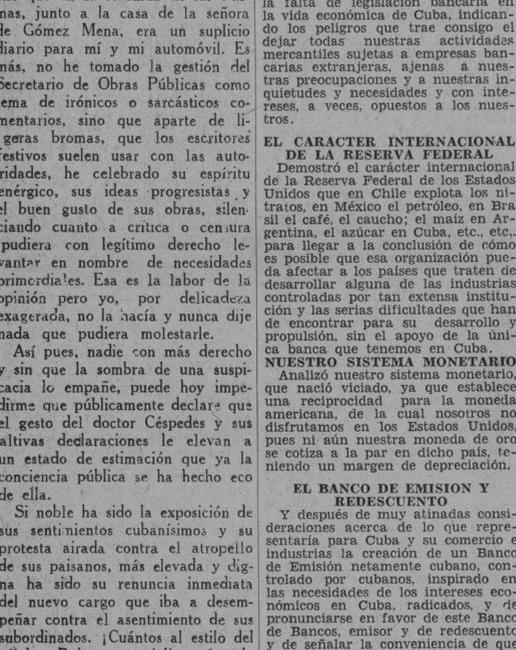 mas, junto a la casa de la señora
de Gómez Mena, era un suplicio
diario para mí y mi automóvil. Es
más, no he tomado la gestión del
Secretario de Obras Públicas como
tema de irónicos o sarcásticos co-
mentarios, sino que aparte de li-
geras bromas, que los escritores
festivos suelen usar con las auto-
ridades, he celebrado su espíritu
enérgico, sus ideas progresistas y
el buen gusto de sus obras, silen-
ciando cuanto a crítica o censura
pudiera con legítimo derecho le-
vantar en nombre de necesidades
primordiales. Esa es la labor de la
opinión pero yo, por delicadeza
exagerada, no la hacía y nunca dije
nada que pudiera molestarle.
Así pues, nadie con más derecho
y sin que la sombra de una suspi-
cacia lo empañe, puede hoy impe-
dirme que públicamente declare que
el gesto del doctor Céspedes y sus
altivas declaraciones le elevan a
un estado de estimación que ya la
conciencia pública se ha hecho eco
de ella.
Si noble ha sido la exposición de
sus sentimientos cubanísimos y su
protesta airada contra el atropello
de sus paisanos, más elevada y dig-
na ha sido su renuncia inmediata
del nuevo cargo que iba a desem-
peñar contra el asentimiento de sus
subordinados. ¡Cuántos al estilo del
la falta de legislación bancaria en
la vida económica de Cuba, indican-
do los peligros que trae consigo el
dejar todas nuestras actividades
mercantiles sujetas a empresas ban-
carias extranjeras, ajenas a nues-
tras preocupaciones y a nuestras in-
quietudes y necesidades y con inte-
reses, a veces, opuestos a los nues-
tros.
EL CARACTER INTERNACIONAL
DE LA RESERVA FEDERAL
Demostró el carácter internacional
de la Reserva Federal de los Estados
Unidos que en Chile explota los ni-
tratos, en México el petróleo, en Bra
sil el café, el caucho; el maíz en Ar-
gentina, el azúcar en Cuba, etc., etc,.
para llegar a la conclusión de cómo
es posible que esa organización pue-
da afectar a los países que traten de
desarrollar alguna de las industrias
controladas por tan extensa institu-
ción y las serias dificultades que han
de encontrar para su desarrollo y
propulsión, sin el apoyo de la úni-
ca banca que tenemos en Cuba.
NUESTRO SISTEMA MONETARIO
Analizó nuestro sistema monetario,
que nació viciado, ya que establece
una reciprocidad para la moneda
americana, de la cual nosotros no
disfrutamos en los Estados Unidos,
pues ni aún nuestra moneda de oro
se cotiza a la par en dicho país, te-
niendo un margen de depreciación.
EL BANCO DE EMISION Y
REDESCUENTO
Y después de muy atinadas consi-
deraciones acerca de lo que repre-
sentaría para Cuba y su comercio e
industrias la creación de un Banco
de Emisión netamente cubano, con-
trolado por cubanos, inspirado en
las necesidades de los intereses eco-
nómicos en Cuba, radicados, y de
pronunciarse en favor de este Banco
de Bancos, emisor y de redescuento
y de señalar la conveniencia de que